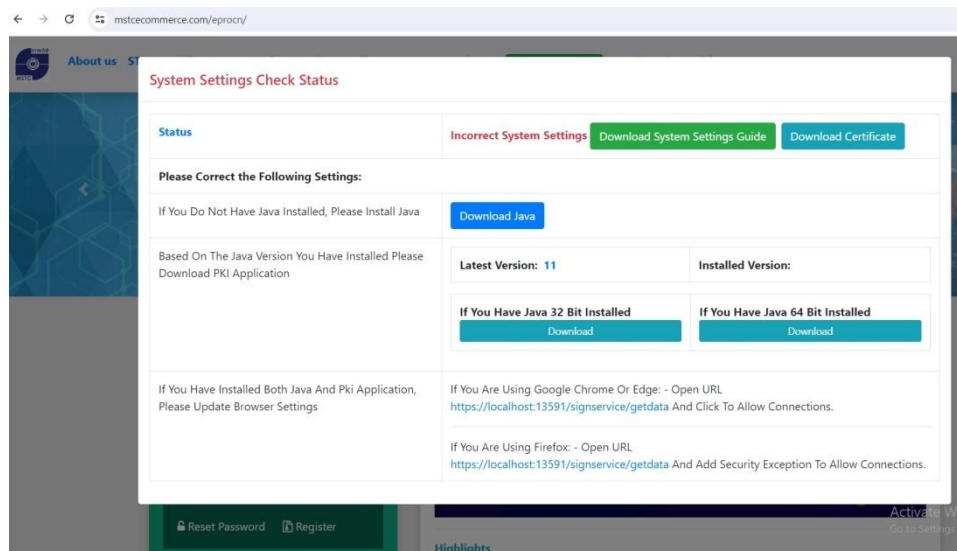 mstcecommerce.com/eprocn/
MSTC
About us
System Settings Check Status
Status
Incorrect System Settings
Download System Settings Guide
Download Certificate
Please Correct the Following Settings:
If You Do Not Have Java Installed, Please Install Java
Download Java
Based On The Java Version You Have Installed Please
Download PKI Application
Latest Version: 11
Installed Version:
If You Have Java 32 Bit Installed
Download
If You Have Java 64 Bit Installed
Download
If You Have Installed Both Java And Pki Application,
Please Update Browser Settings
If You Are Using Google Chrome Or Edge: - Open URL
https://localhost:13591/signservice/getdata And Click To Allow Connections.
If You Are Using Firefox: - Open URL
https://localhost:13591/signservice/getdata And Add Security Exception To Allow Connections.
Reset Password
Register
Activate W
Go to Settings
Highlights